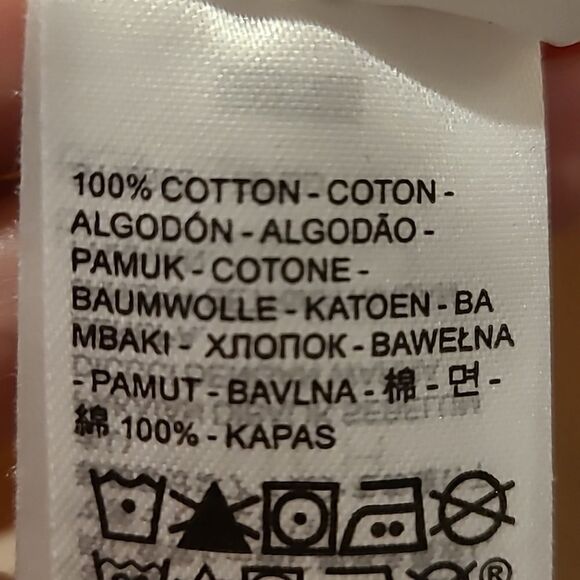 100% COTTON - COTON -
ALGODÓN - ALGODÃO -
PAMUK - COTONE -
BAUMWOLLE - KATOEN - BA
MBAKI - ХЛОПОК - BAWEŁNA
- PAMUT - BAVLNA - 棉 - 면 -
綿 100% - KAPAS
®